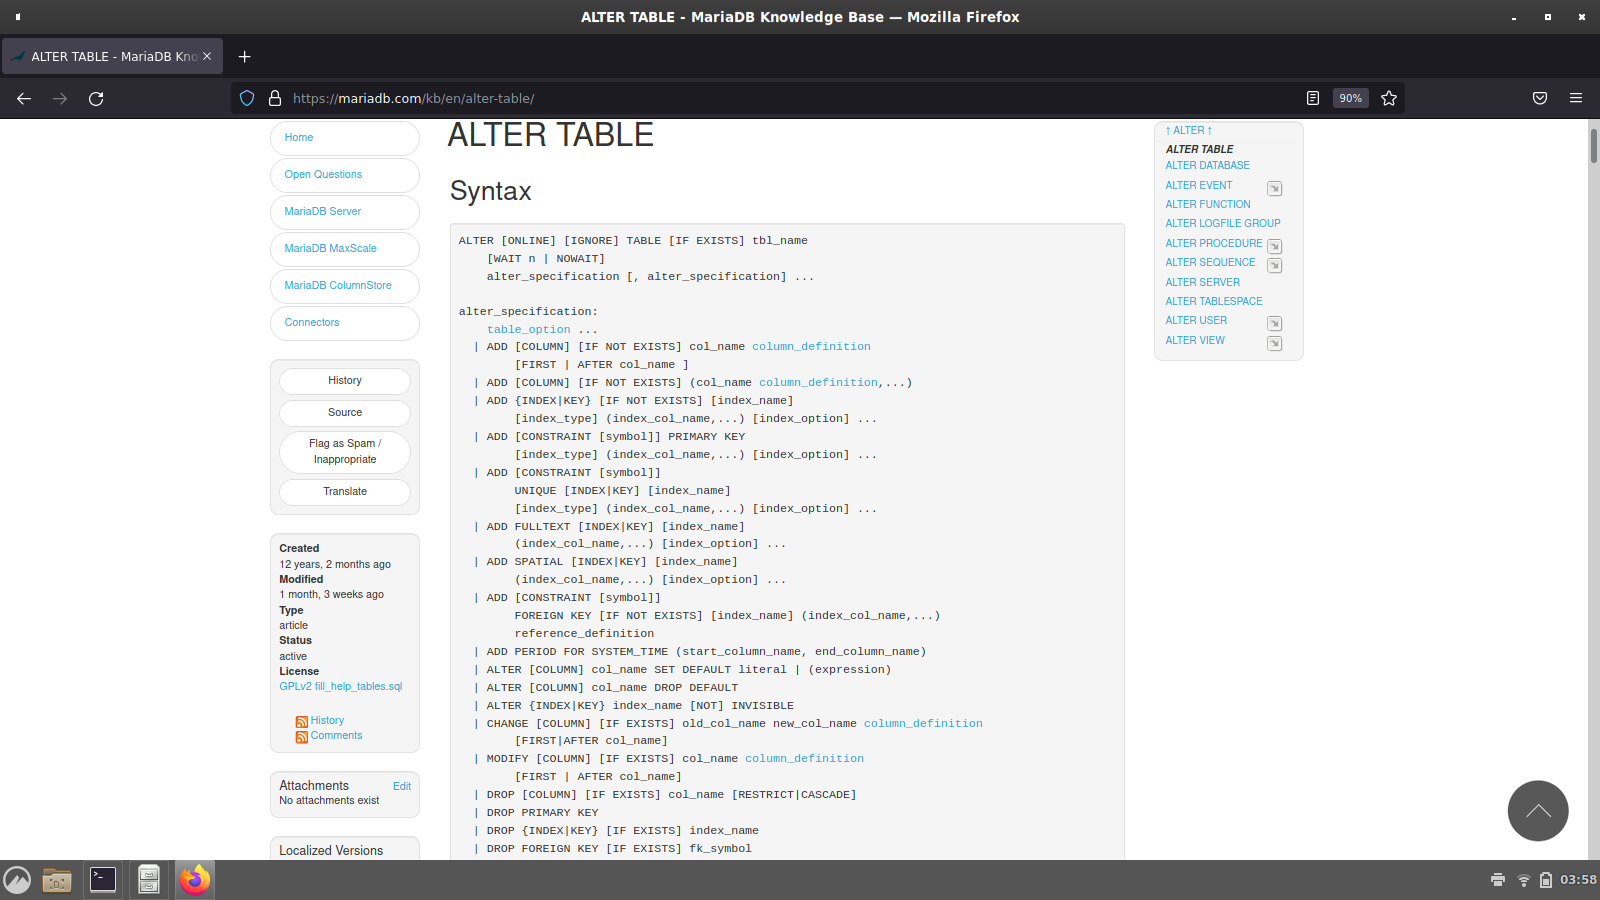 ALTER TABLE - MariaDB Knowledge Base — Mozilla Firefox
ALTER TABLE - MariaDB Kno
https://mariadb.com/kb/en/alter-table/
90%
Home
Open Questions
MariaDB Server
MariaDB MaxScale
MariaDB ColumnStore
Connectors
History
Source
Flag as Spam /
Inappropriate
Translate
Created
12 years, 2 months ago
Modified
1 month, 3 weeks ago
Type
article
Status
active
License
GPLv2 fill_help_tables.sql
History
Comments
Attachments Edit
No attachments exist
Localized Versions
ALTER TABLE
Syntax
ALTER [ONLINE] [IGNORE] TABLE [IF EXISTS] tbl_name
    [WAIT n | NOWAIT]
    alter_specification [, alter_specification] ...

alter_specification:
    table_option ...
  | ADD [COLUMN] [IF NOT EXISTS] col_name column_definition
        [FIRST | AFTER col_name ]
  | ADD [COLUMN] [IF NOT EXISTS] (col_name column_definition,...)
  | ADD {INDEX|KEY} [IF NOT EXISTS] [index_name]
        [index_type] (index_col_name,...) [index_option] ...
  | ADD [CONSTRAINT [symbol]] PRIMARY KEY
        [index_type] (index_col_name,...) [index_option] ...
  | ADD [CONSTRAINT [symbol]]
        UNIQUE [INDEX|KEY] [index_name]
        [index_type] (index_col_name,...) [index_option] ...
  | ADD FULLTEXT [INDEX|KEY] [index_name]
        (index_col_name,...) [index_option] ...
  | ADD SPATIAL [INDEX|KEY] [index_name]
        (index_col_name,...) [index_option] ...
  | ADD [CONSTRAINT [symbol]]
        FOREIGN KEY [IF NOT EXISTS] [index_name] (index_col_name,...)
        reference_definition
  | ADD PERIOD FOR SYSTEM_TIME (start_column_name, end_column_name)
  | ALTER [COLUMN] col_name SET DEFAULT literal | (expression)
  | ALTER [COLUMN] col_name DROP DEFAULT
  | ALTER {INDEX|KEY} index_name [NOT] INVISIBLE
  | CHANGE [COLUMN] [IF EXISTS] old_col_name new_col_name column_definition
        [FIRST|AFTER col_name]
  | MODIFY [COLUMN] [IF EXISTS] col_name column_definition
        [FIRST | AFTER col_name]
  | DROP [COLUMN] [IF EXISTS] col_name [RESTRICT|CASCADE]
  | DROP PRIMARY KEY
  | DROP {INDEX|KEY} [IF EXISTS] index_name
  | DROP FOREIGN KEY [IF EXISTS] fk_symbol
↑ ALTER ↑
ALTER TABLE
ALTER DATABASE
ALTER EVENT
ALTER FUNCTION
ALTER LOGFILE GROUP
ALTER PROCEDURE
ALTER SEQUENCE
ALTER SERVER
ALTER TABLESPACE
ALTER USER
ALTER VIEW
03:58